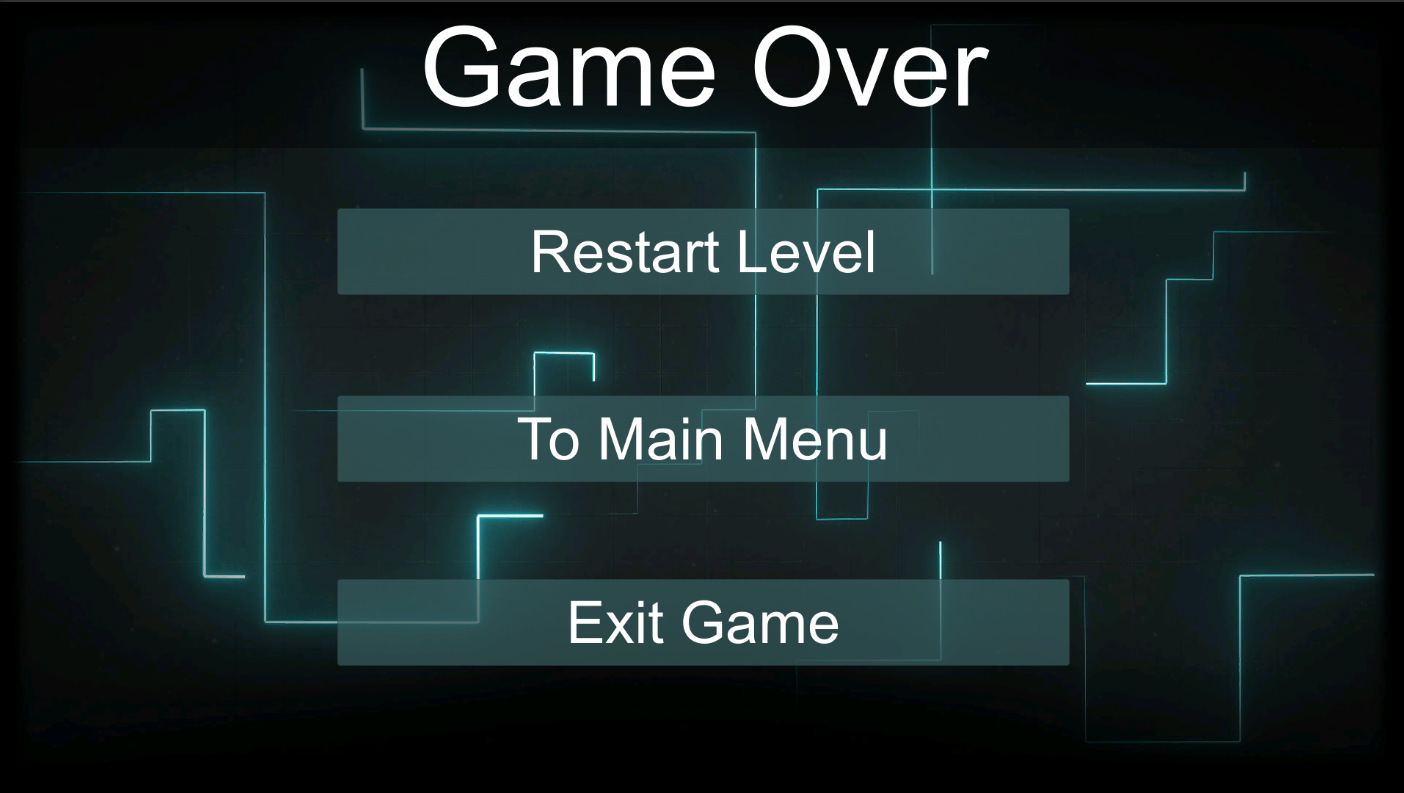 Game Over
Restart Level
To Main Menu
Exit Game